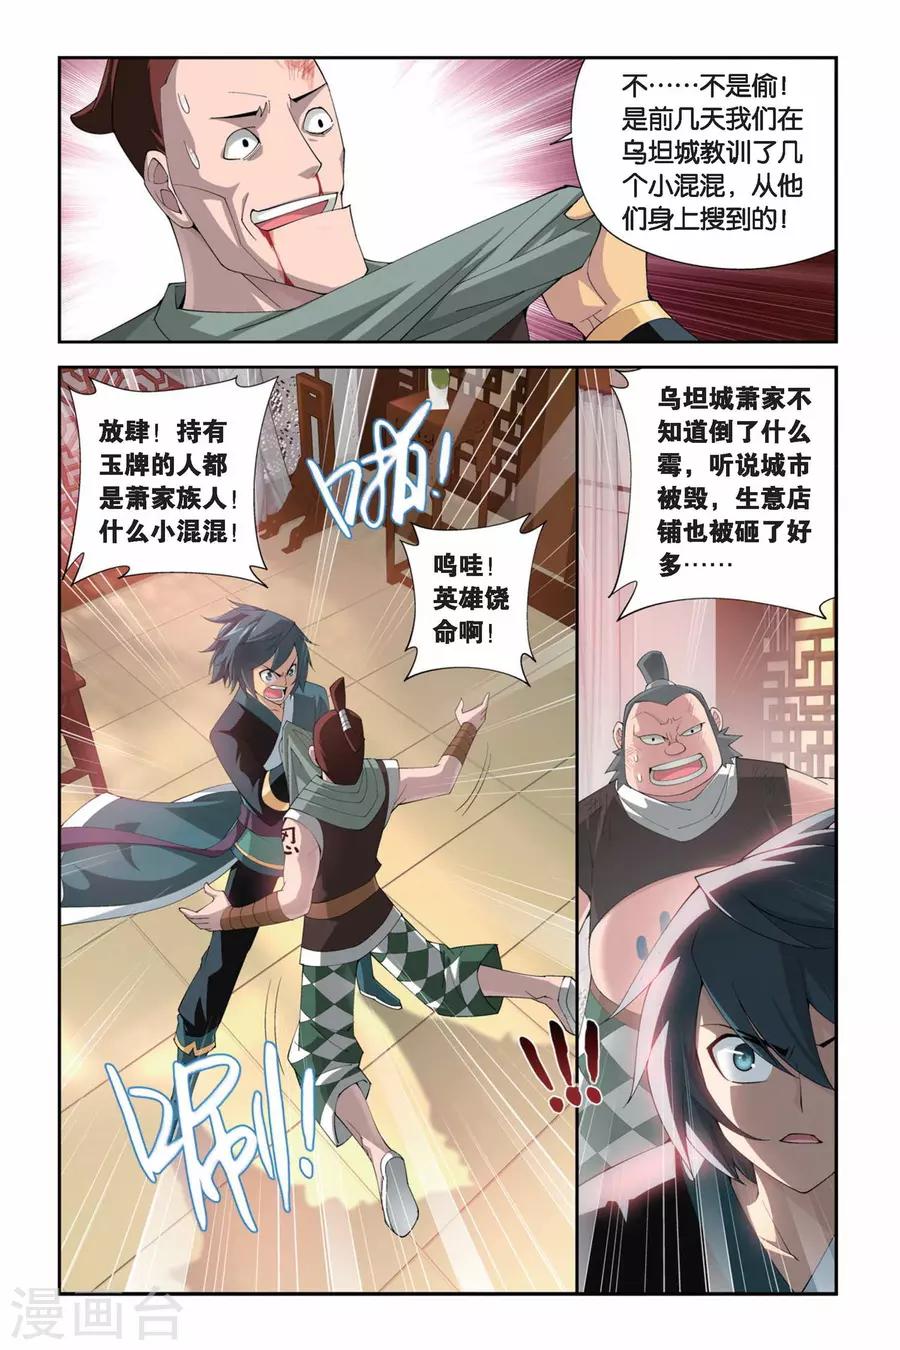 不⋯⋯不是偷！
是前几天我们在
乌坦城教训了几
个小混混，从他
们身上搜到的！
放肆！持有
玉牌的人都
是萧家族人！
什么小混混！
啪！
呜哇！
英雄饶
命啊！
唰！
!!!
乌坦城萧家不
知道倒了什么
霉，听说城市
被毁，生意店
铺也被砸了好
多⋯⋯
漫画台